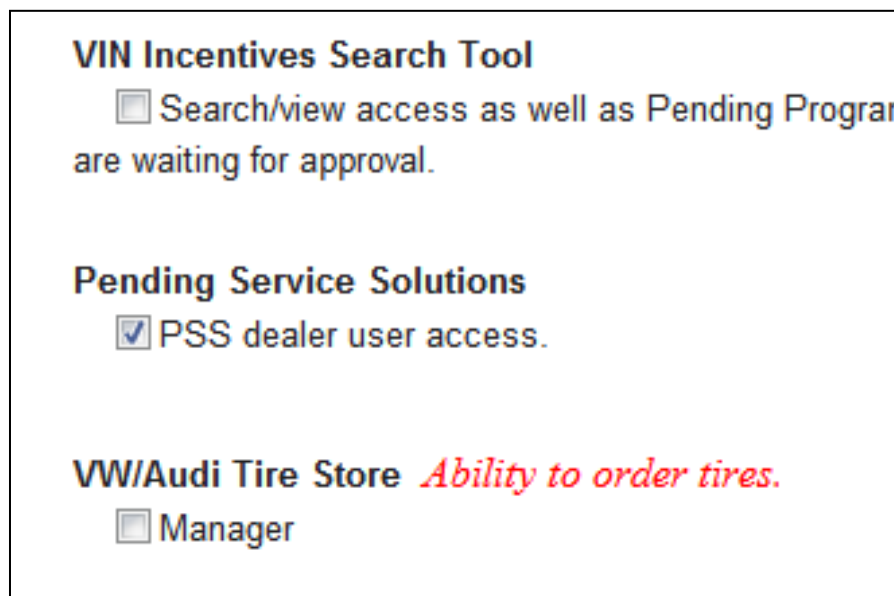 VIN Incentives Search Tool
Search/view access as well as Pending
are waiting for approval.
Pending Service Solutions
PSS dealer user access.
VW/Audi Tire Store Ability to order tires.
Manager